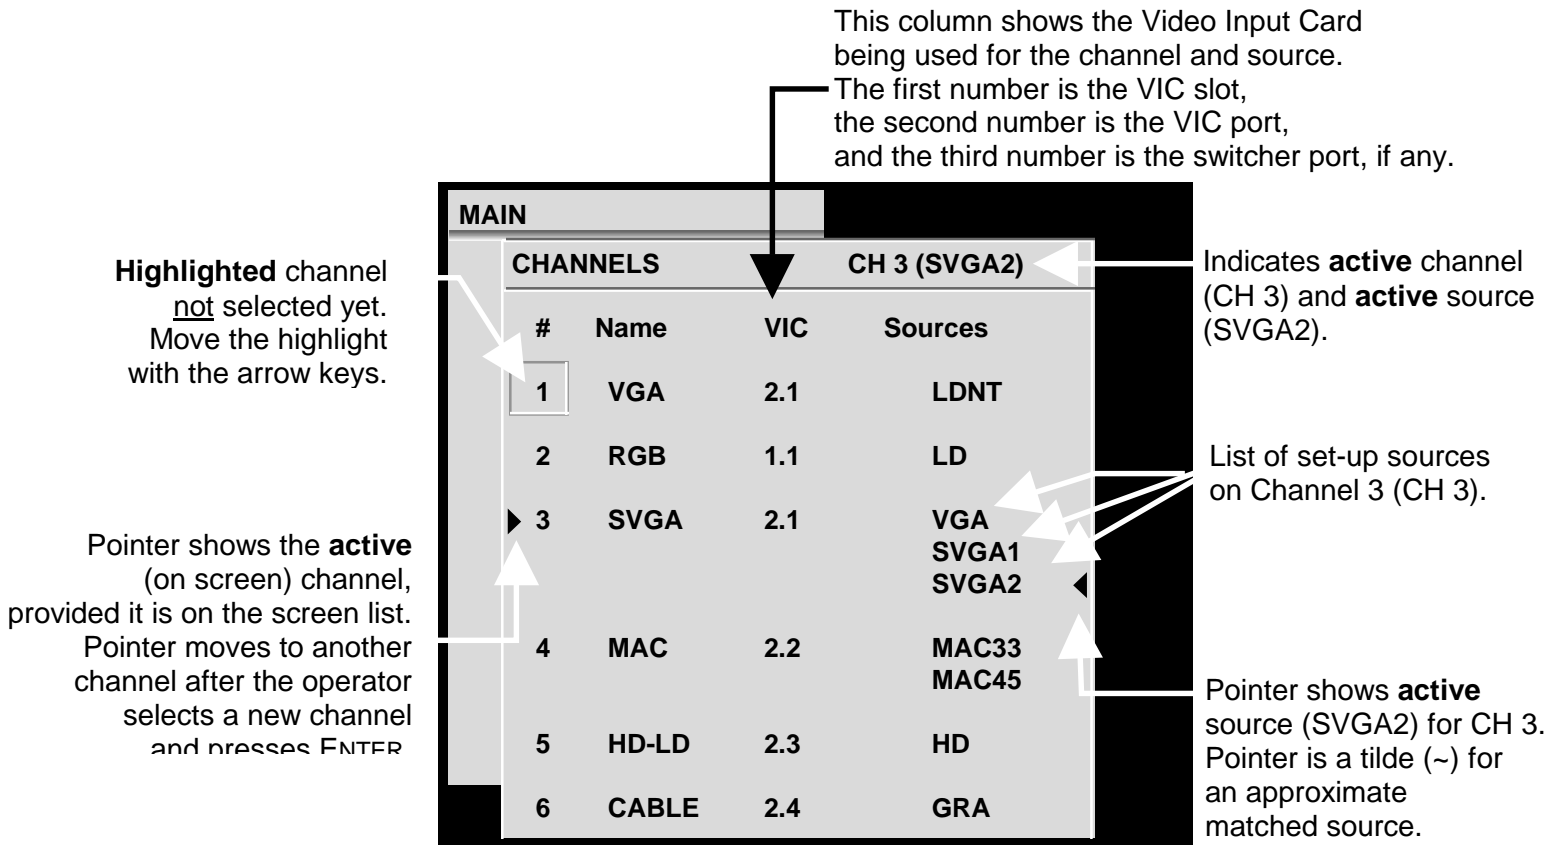 This column shows the Video Input Card
being used for the channel and source.
The first number is the VIC slot,
the second number is the VIC port,
and the third number is the switcher port, if any.
Highlighted channel
not selected yet.
Move the highlight
with the arrow keys.
Pointer shows the active
(on screen) channel,
provided it is on the screen list.
Pointer moves to another
channel after the operator
selects a new channel
and presses ENTER
MAIN
CHANNELS CH 3 (SVGA2)
# Name VIC Sources
1 VGA 2.1 LDNT
2 RGB 1.1 LD
3 SVGA 2.1 VGA
SVGA1
SVGA2
4 MAC 2.2 MAC33
MAC45
5 HD-LD 2.3 HD
6 CABLE 2.4 GRA
Indicates active channel
(CH 3) and active source
(SVGA2).
List of set-up sources
on Channel 3 (CH 3).
Pointer shows active
source (SVGA2) for CH 3.
Pointer is a tilde (~) for
an approximate
matched source.